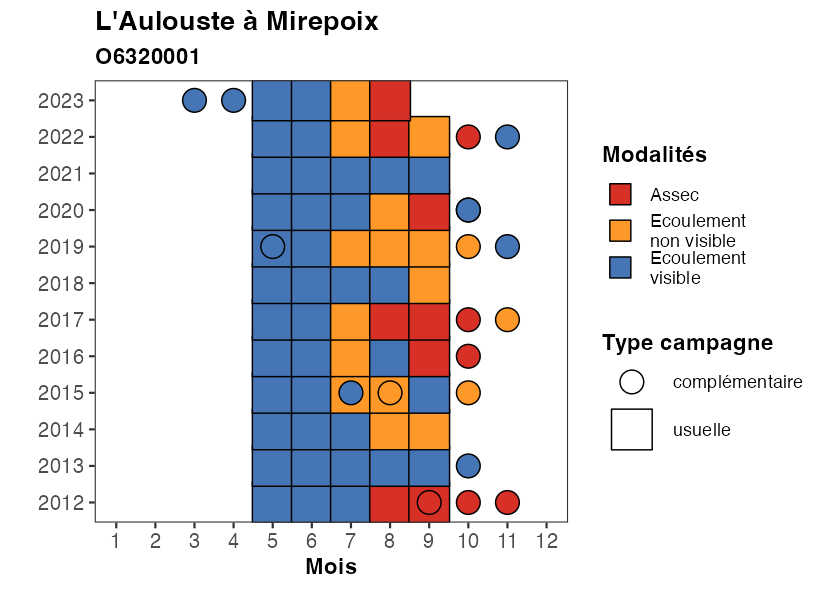 L'Aulouste à Mirepoix
O6320001
2023
2022
2021
2020
2019
2018
2017
2016
2015
2014
2013
2012
1 2 3 4 5 6 7 8 9 10 11 12
Mois
Modalités
Assec
Ecoulement
non visible
Ecoulement
visible
Type campagne
complémentaire
usuelle